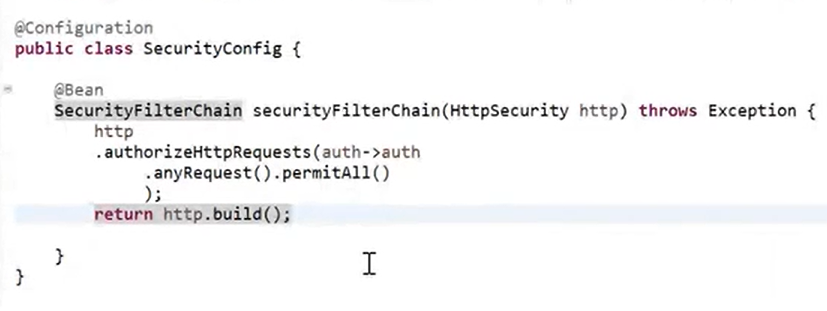 @Configuration
public class SecurityConfig {
@Bean
SecurityFilterChain securityFilterChain(HttpSecurity http) throws Exception {
http
.authorizeHttpRequests(auth->auth
.anyRequest().permitAll()
);
return http.build();
}
}